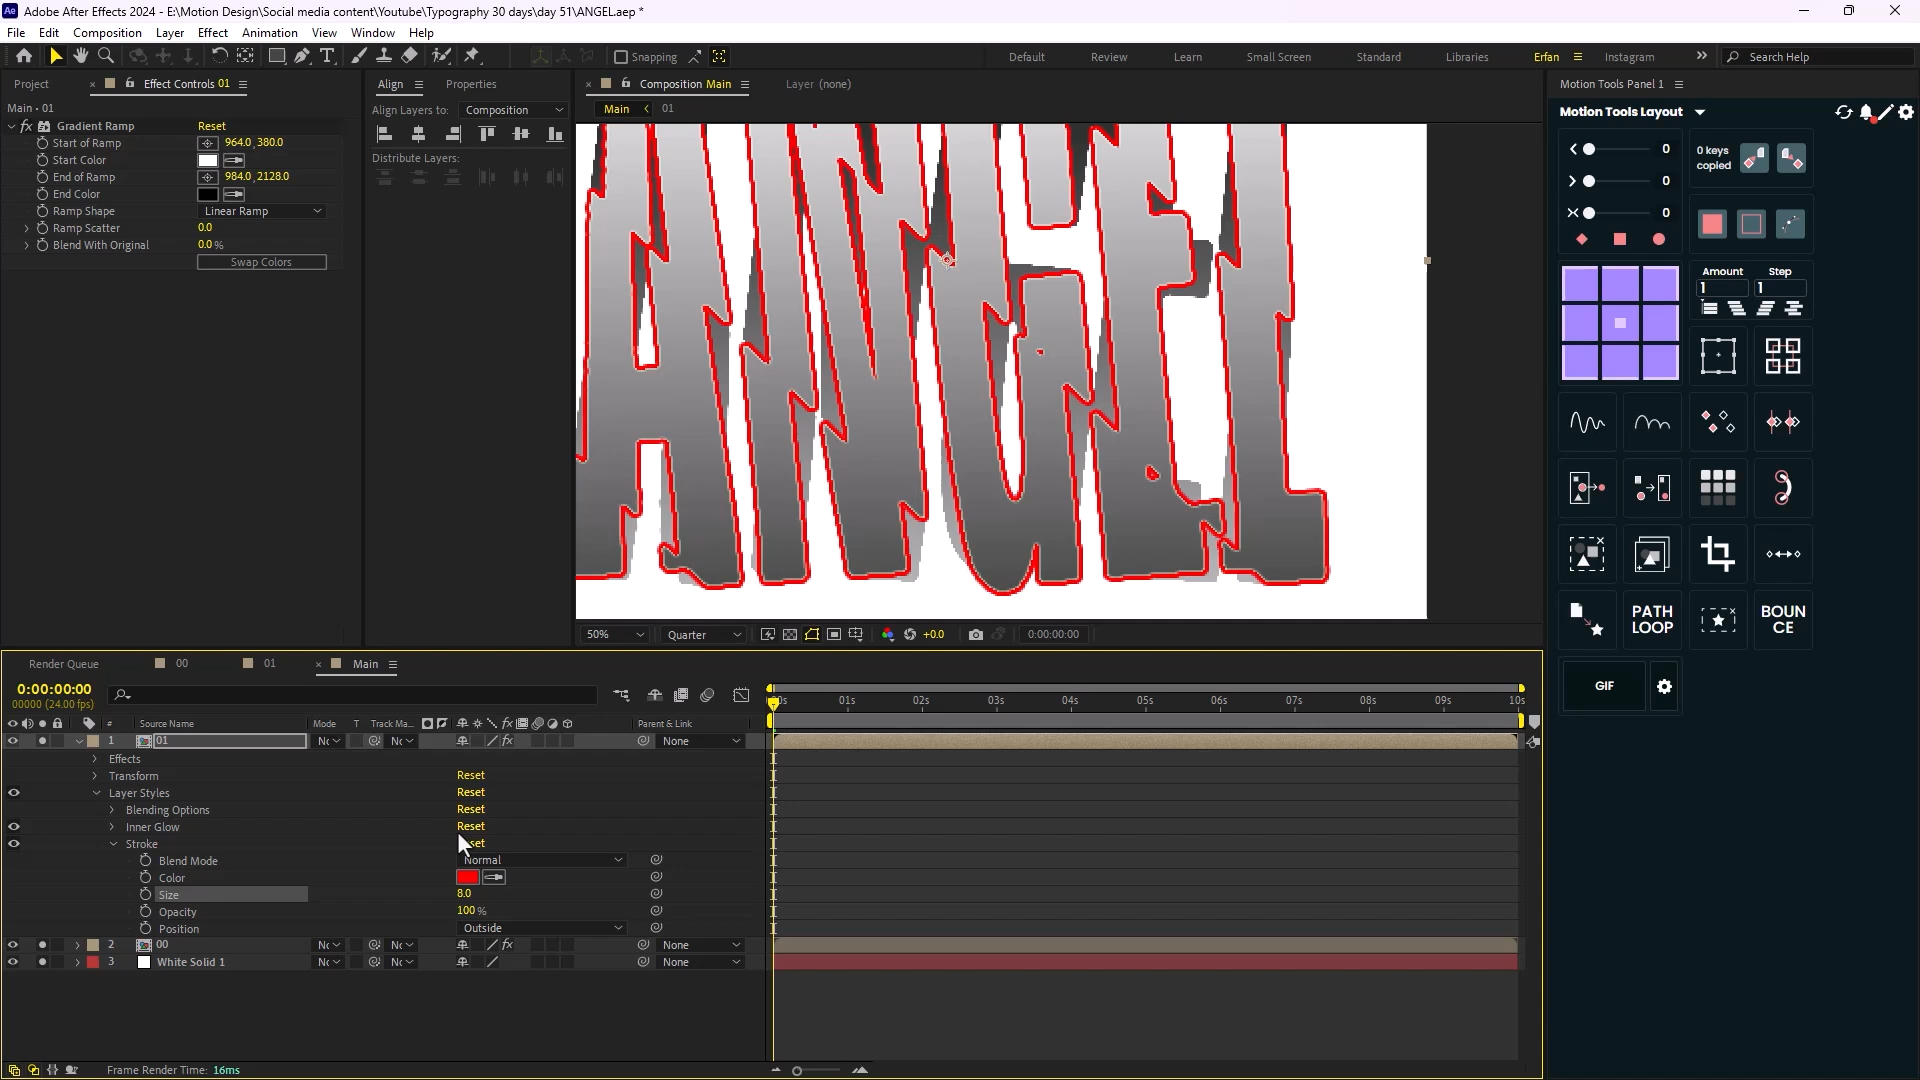 Adobe After Effects 2024 - E:\Motion Design\Social media content\Youtube\Typography 30 days\day 51\ANGEL.aep *
File Edit Composition Layer Effect Animation View Window Help
Snapping
Default Review Learn Small Screen Standard Libraries Erfan Instagram
Search Help
Project
Effect Controls 01
Main • 01
fx Gradient Ramp Reset
Start of Ramp 964.0, 380.0
Start Color
End of Ramp 984.0, 2128.0
End Color
Ramp Shape Linear Ramp
Ramp Scatter 0.0
Blend With Original 0.0 %
Swap Colors
Align Properties
Align Layers to: Composition
Distribute Layers:
Composition Main Layer (none)
Main 01
ANGEL
50% Quarter +0.0 0:00:00:00
Motion Tools Panel 1
Motion Tools Layout
0
0
0
0 keys
copied
Amount Step
1 1
PATH
LOOP
BOUN
CE
GIF
Render Queue 00 01 Main
0:00:00:00
00000 (24.00 fps)
# Source Name Mode T Track Ma... Parent & Link
00s 01s 02s 03s 04s 05s 06s 07s 08s 09s 10s
1 01 None
Effects
Transform Reset
Layer Styles Reset
Blending Options Reset
Inner Glow Reset
Stroke
Blend Mode Normal
Color
Size 8.0
Opacity 100 %
Position Outside
2 00 None
3 White Solid 1 None
Frame Render Time: 16ms